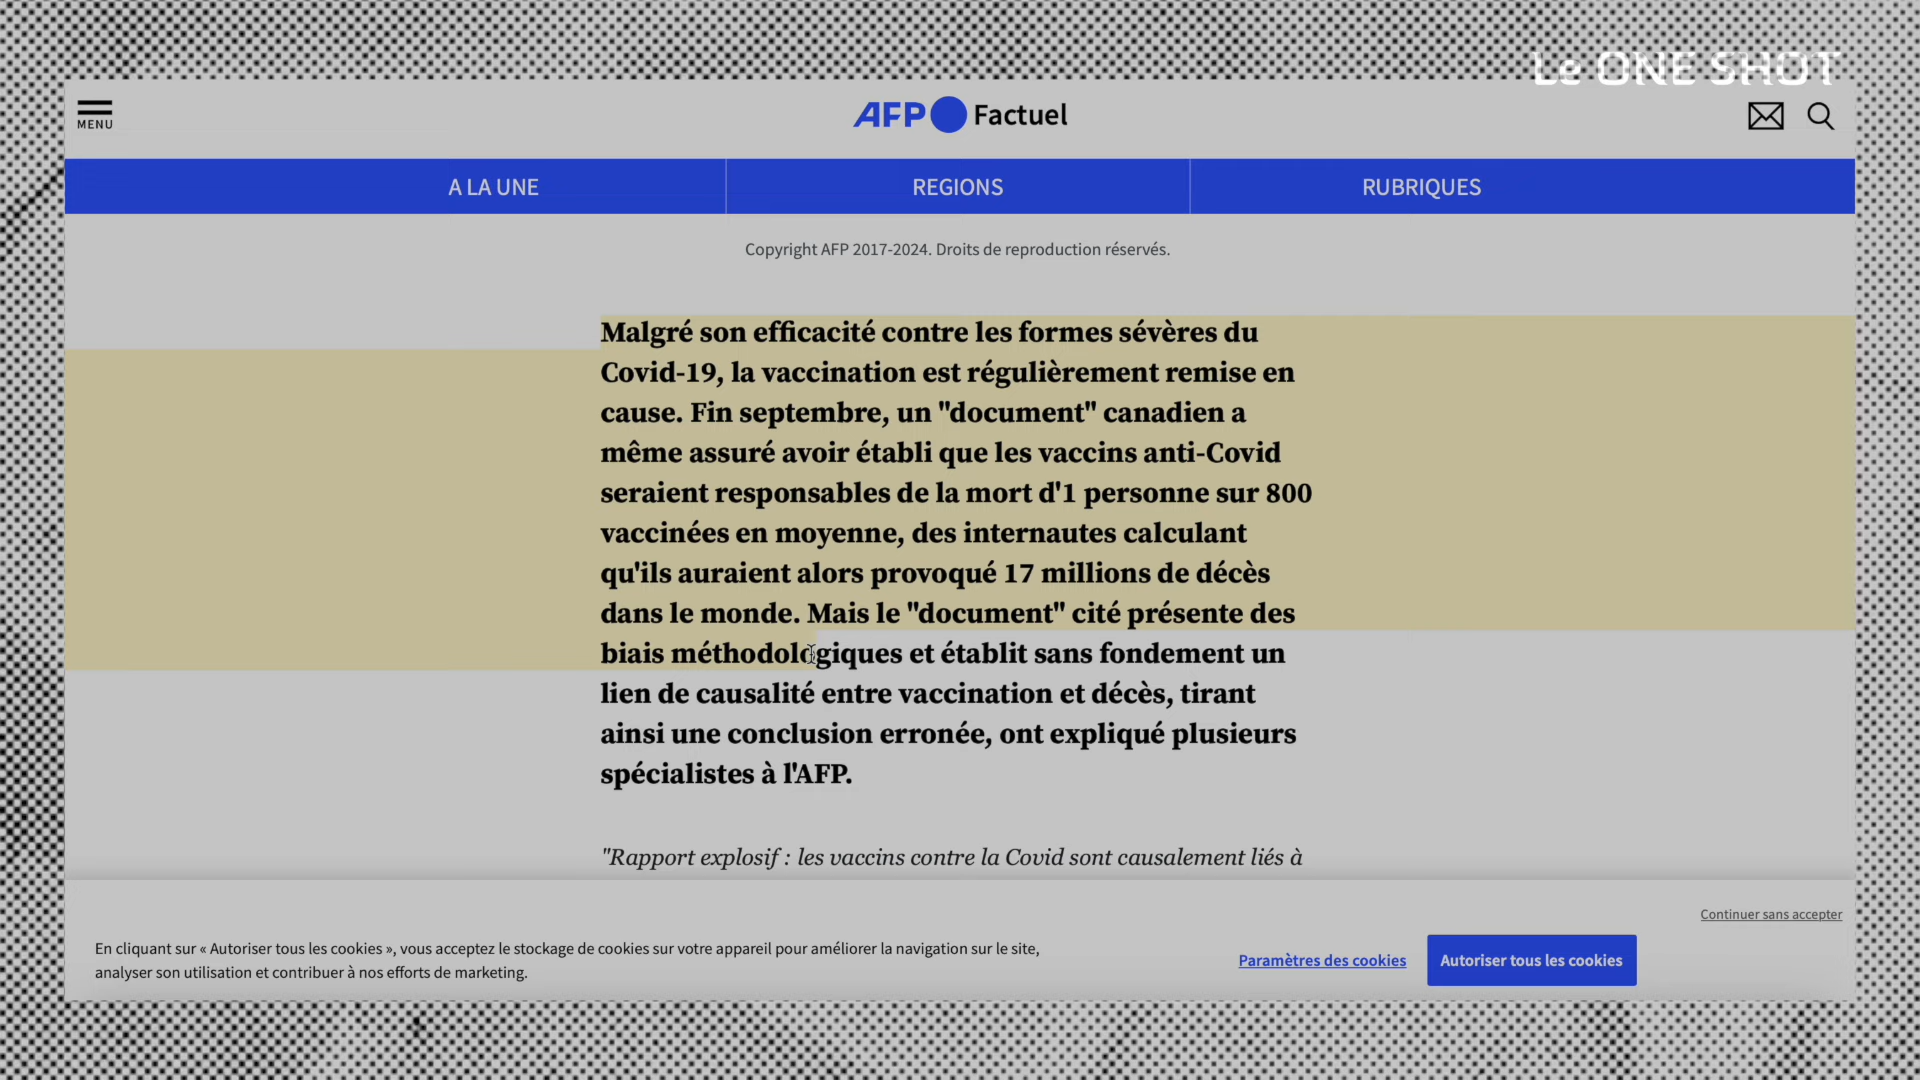 Le ONE SHOT
MENU
AFP Factuel
A LA UNE
REGIONS
RUBRIQUES
Copyright AFP 2017-2024. Droits de reproduction réservés.
Malgré son efficacité contre les formes sévères du
Covid-19, la vaccination est régulièrement remise en
cause. Fin septembre, un "document" canadien a
même assuré avoir établi que les vaccins anti-Covid
seraient responsables de la mort d'1 personne sur 800
vaccinées en moyenne, des internautes calculant
qu'ils auraient alors provoqué 17 millions de décès
dans le monde. Mais le "document" cité présente des
biais méthodologiques et établit sans fondement un
lien de causalité entre vaccination et décès, tirant
ainsi une conclusion erronée, ont expliqué plusieurs
spécialistes à l'AFP.
"Rapport explosif : les vaccins contre la Covid sont causalement liés à
Continuer sans accepter
En cliquant sur « Autoriser tous les cookies », vous acceptez le stockage de cookies sur votre appareil pour améliorer la navigation sur le site,
analyser son utilisation et contribuer à nos efforts de marketing.
Paramètres des cookies
Autoriser tous les cookies